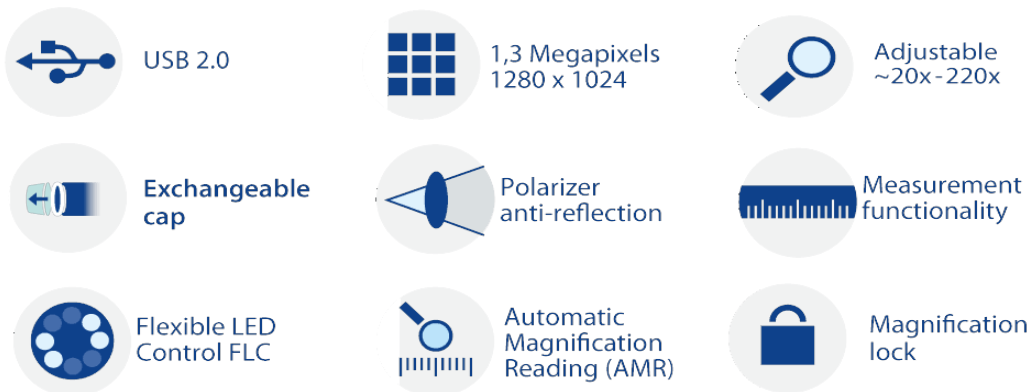 USB 2.0
1,3 Megapixels
1280 x 1024
Adjustable
~20x-220x
Exchangeable
cap
Polarizer
anti-reflection
Measurement
functionality
Flexible LED
Control FLC
Automatic
Magnification
Reading (AMR)
Magnification
lock